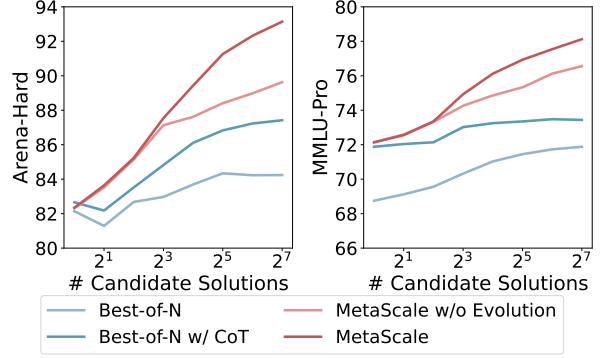 Arena-Hard
94
92
90
88
86
84
82
80
2^1 2^3 2^5 2^7
# Candidate Solutions
MMLU-Pro
80
78
76
74
72
70
68
66
2^1 2^3 2^5 2^7
# Candidate Solutions
Best-of-N
Best-of-N w/ CoT
MetaScale w/o Evolution
MetaScale